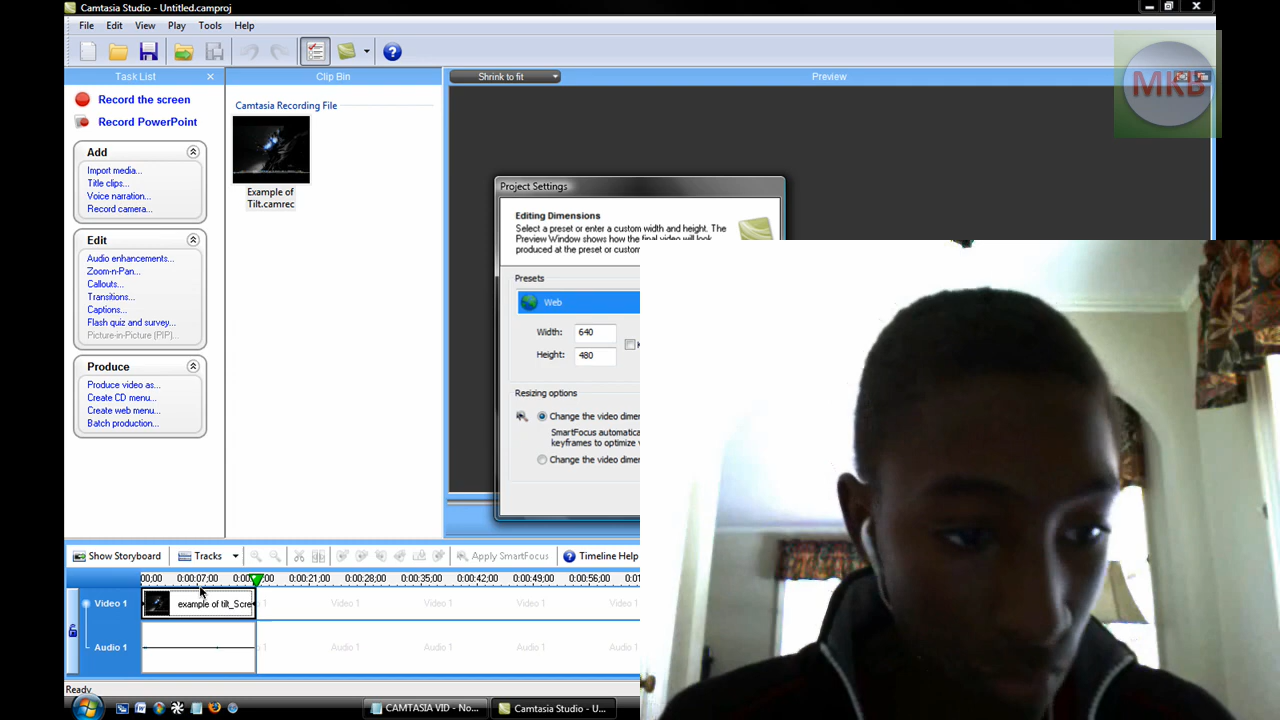 Camtasia Studio - Untitled.camproj
File Edit View Play Tools Help
Task List
Clip Bin
Shrink to fit
Preview
MKB
Record the screen
Record PowerPoint
Add
Import media...
Title clips...
Voice narration...
Record camera...
Edit
Audio enhancements...
Zoom-n-Pan...
Callouts...
Transitions...
Captions...
Flash quiz and survey...
Picture-in-Picture (PIP)...
Produce
Produce video as...
Create CD menu...
Create web menu...
Batch production...
Camtasia Recording File
Example of
Tilt.camrec
Project Settings
Editing Dimensions
Select a preset or enter a custom width and height. The
Preview Window shows how the final video will look
produced at the preset or custom
Presets
Web
Width: 640
Height: 480
Resizing options
Change the video dime
SmartFocus automatica
keyframes to optimize v
Change the video dime
Show Storyboard Tracks Apply SmartFocus Timeline Help
00;00 0:00:07;00 0:00:21;00 0:00:28;00 0:00:35;00 0:00:42;00 0:00:49;00 0:00:56;00
Video 1 example of tilt_Scre Video 1 Video 1 Video 1
Audio 1 Audio 1 Audio 1 Audio 1
Ready
CAMTASIA VID - No... Camtasia Studio - U...